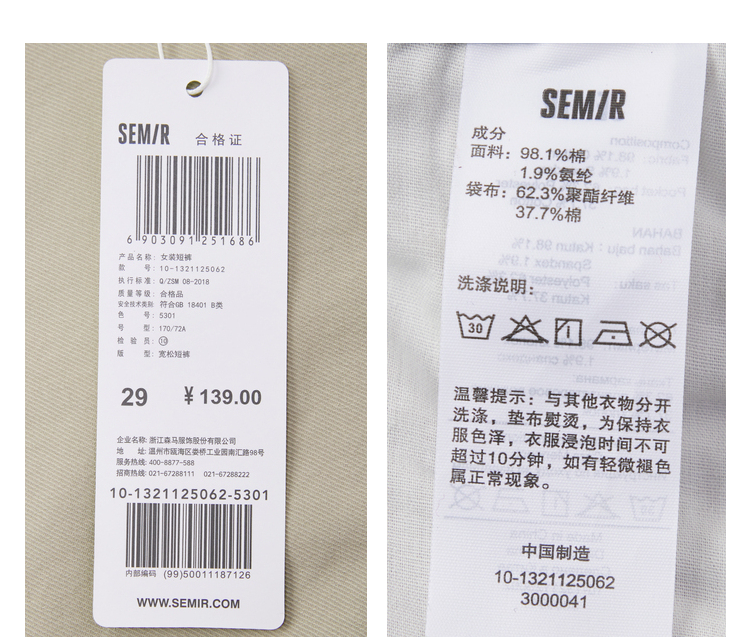 SEMIR 合格证
6 903091 251686
产品名称: 女装短裤
款 号: 10-1321125062
执行标准: Q/ZSM 08-2018
质量等级: 合格品
安全技术类别 符合GB 18401 B类
色 号: 5301
号 型: 170/72A
检 验 员: ⑩
版 型: 宽松短裤
29 ¥139.00
企业名称: 浙江森马服饰股份有限公司
地 址: 温州市瓯海区娄桥工业园南汇路98号
服务热线: 400-8877-588
招商热线: 021-67288111 021-67288222
10-1321125062-5301
内部编码 (99)50011187126
WWW.SEMIR.COM
SEMIR
成分
面料: 98.1%棉
1.9%氨纶
袋布: 62.3%聚酯纤维
37.7%棉
洗涤说明:
30
温馨提示: 与其他衣物分开
洗涤, 垫布熨烫, 为保持衣
服色泽, 衣服浸泡时间不可
超过10分钟, 如有轻微褪色
属正常现象。
中国制造
10-1321125062
3000041